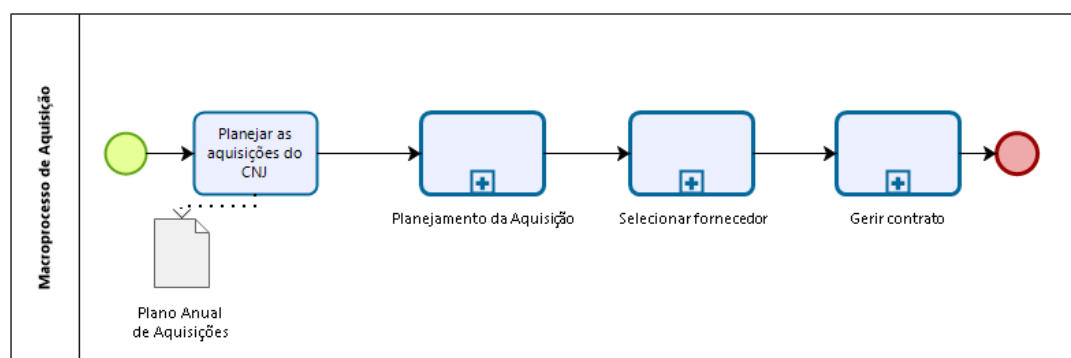 Macroprocesso de Aquisição
Planejar as
aquisições do
CNJ
Planejamento da Aquisição
Selecionar fornecedor
Gerir contrato
Plano Anual
de Aquisições